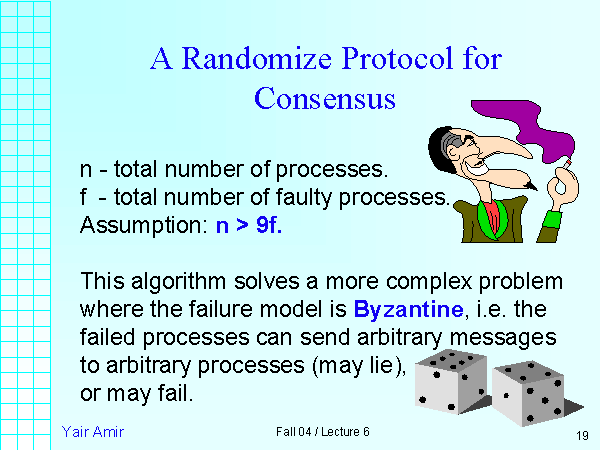 A Randomize Protocol for
Consensus
n - total number of processes.
f - total number of faulty processes.
Assumption: n > 9f.
This algorithm solves a more complex problem
where the failure model is Byzantine, i.e. the
failed processes can send arbitrary messages
to arbitrary processes (may lie),
or may fail.
Yair Amir
Fall 04 / Lecture 6
19